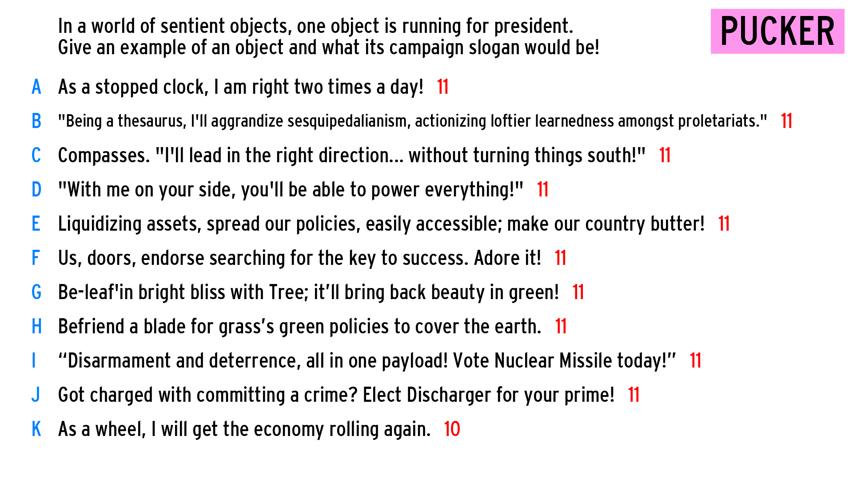 In a world of sentient objects, one object is running for president.
Give an example of an object and what its campaign slogan would be!
PUCKER
A As a stopped clock, I am right two times a day! 11
B "Being a thesaurus, I'll aggrandize sesquipedalianism, actionizing loftier learnedness amongst proletariats." 11
C Compasses. "I'll lead in the right direction... without turning things south!" 11
D "With me on your side, you'll be able to power everything!" 11
E Liquidizing assets, spread our policies, easily accessible; make our country butter! 11
F Us, doors, endorse searching for the key to success. Adore it! 11
G Be-leaf'in bright bliss with Tree; it’ll bring back beauty in green! 11
H Befriend a blade for grass’s green policies to cover the earth. 11
I “Disarmament and deterrence, all in one payload! Vote Nuclear Missile today!” 11
J Got charged with committing a crime? Elect Discharger for your prime! 11
K As a wheel, I will get the economy rolling again. 10